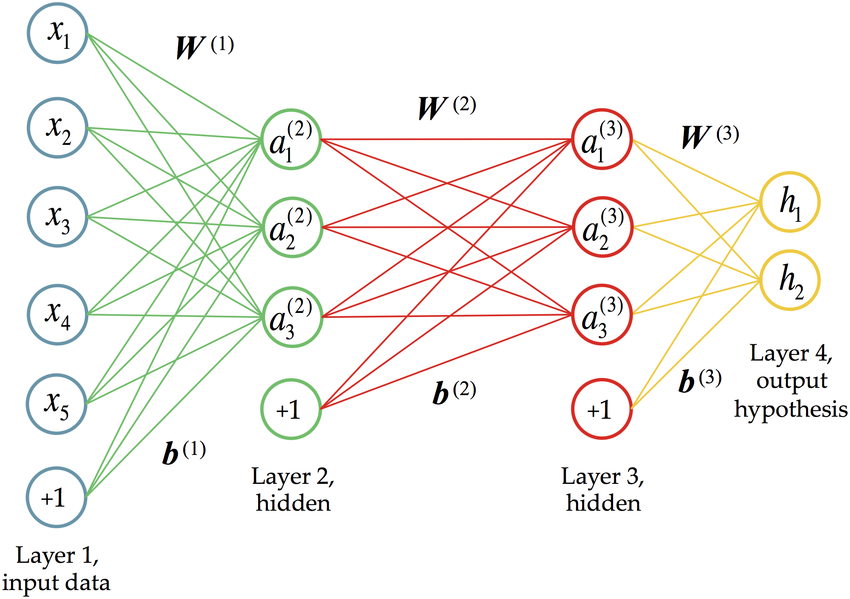 x₁
x₂
x₃
x₄
x₅
+1
Layer 1,
input data
W⁽¹⁾
b⁽¹⁾
a₁⁽²⁾
a₂⁽²⁾
a₃⁽²⁾
+1
Layer 2,
hidden
W⁽²⁾
b⁽²⁾
a₁⁽³⁾
a₂⁽³⁾
a₃⁽³⁾
+1
Layer 3,
hidden
W⁽³⁾
b⁽³⁾
h₁
h₂
Layer 4,
output
hypothesis